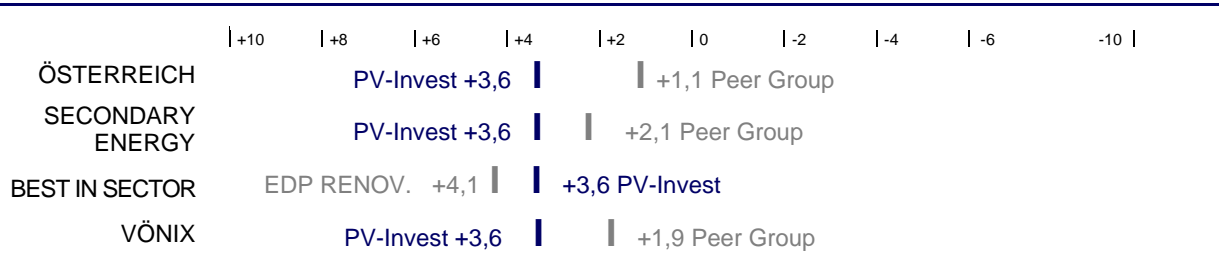 +10 +8 +6 +4 +2 0 -2 -4 -6 -10
ÖSTERREICH PV-Invest +3,6 +1,1 Peer Group
SECONDARY
ENERGY PV-Invest +3,6 +2,1 Peer Group
BEST IN SECTOR EDP RENOV. +4,1 +3,6 PV-Invest
VÖNIX PV-Invest +3,6 +1,9 Peer Group